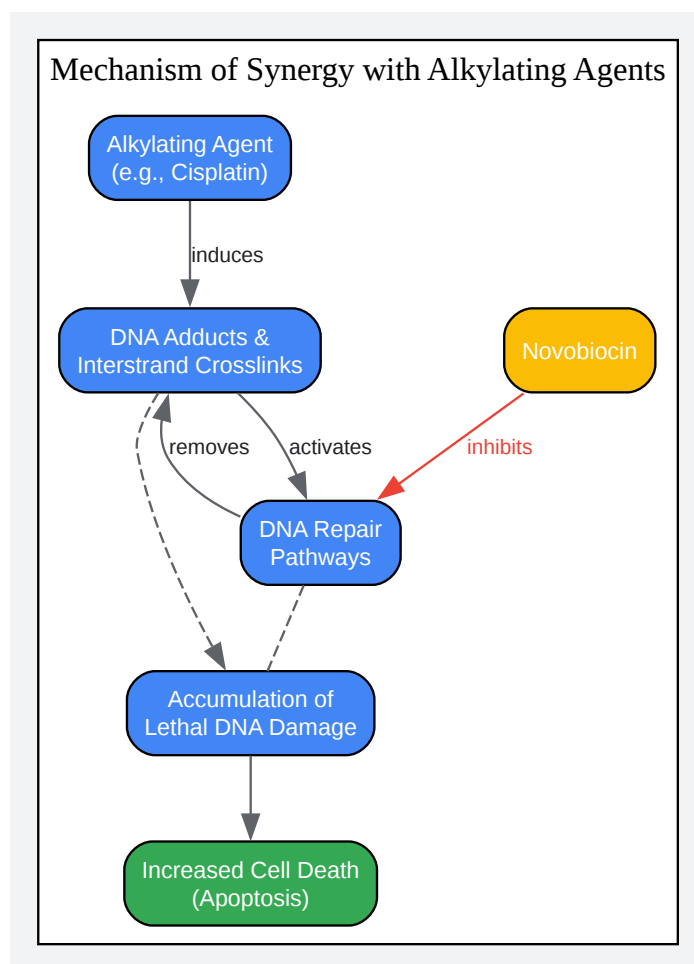 Mechanism of Synergy with Alkylating Agents
Alkylating Agent
(e.g., Cisplatin)
induces
DNA Adducts &
Interstrand Crosslinks
Novobiocin
removes
activates
inhibits
DNA Repair
Pathways
Accumulation of
Lethal DNA Damage
Increased Cell Death
(Apoptosis)